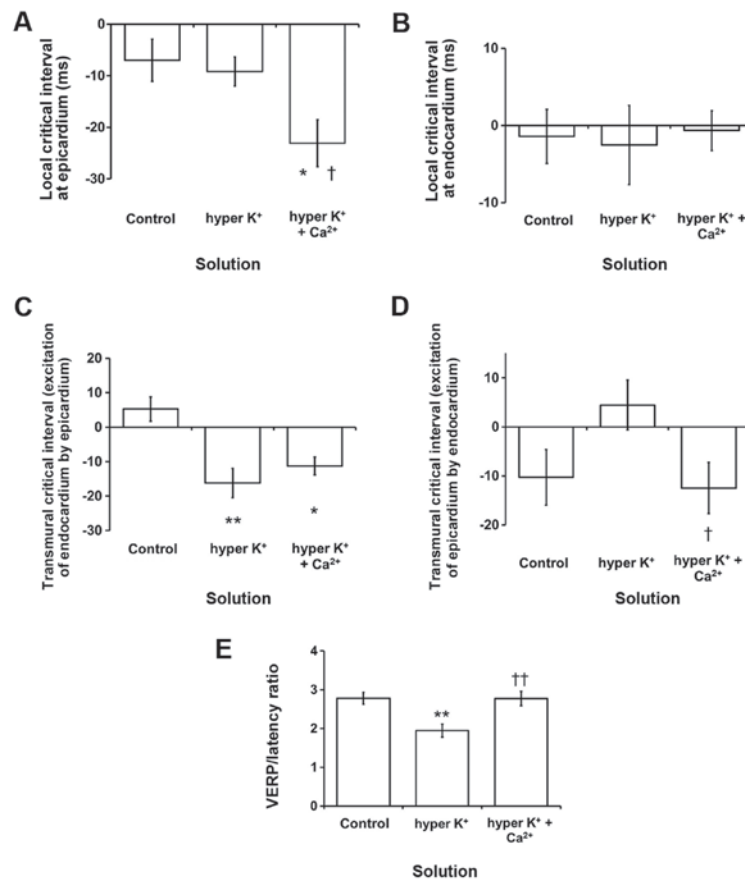 A
Local critical interval
at epicardium (ms)
0
-10
-20
-30
* †
Control
hyper K⁺
hyper K⁺
+ Ca²⁺
Solution
B
Local critical interval
at endocardium (ms)
10
0
-10
Control
hyper K⁺
hyper K⁺ +
Ca²⁺
Solution
C
Transmural critical interval (excitation
of endocardium by epicardium)
20
10
0
-10
-20
-30
**
*
Control
hyper K⁺
hyper K⁺
+ Ca²⁺
Solution
D
Transmural critical interval (excitation
of epicardium by endocardium)
10
0
-10
-20
†
Control
hyper K⁺
hyper K⁺ +
Ca²⁺
Solution
E
VERP/latency ratio
4
3
2
1
0
**
††
Control
hyper K⁺
hyper K⁺ +
Ca²⁺
Solution